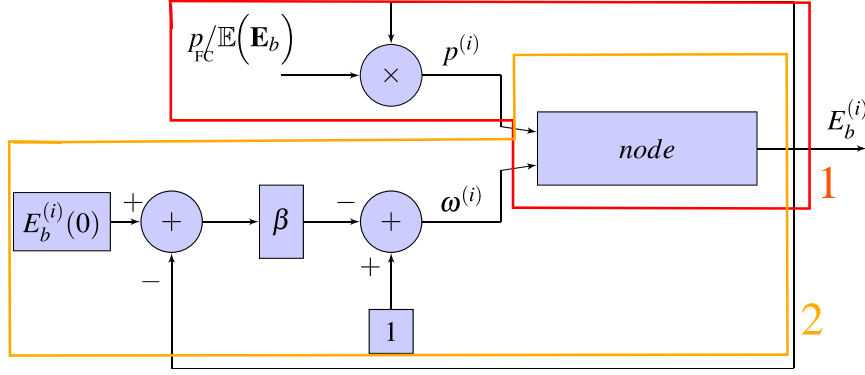 p_FC/𝔼(𝐄_b)
×
p^(i)
node
E_b^(i)
1
E_b^(i)(0)
+
+
−
β
−
+
+
ω^(i)
1
2